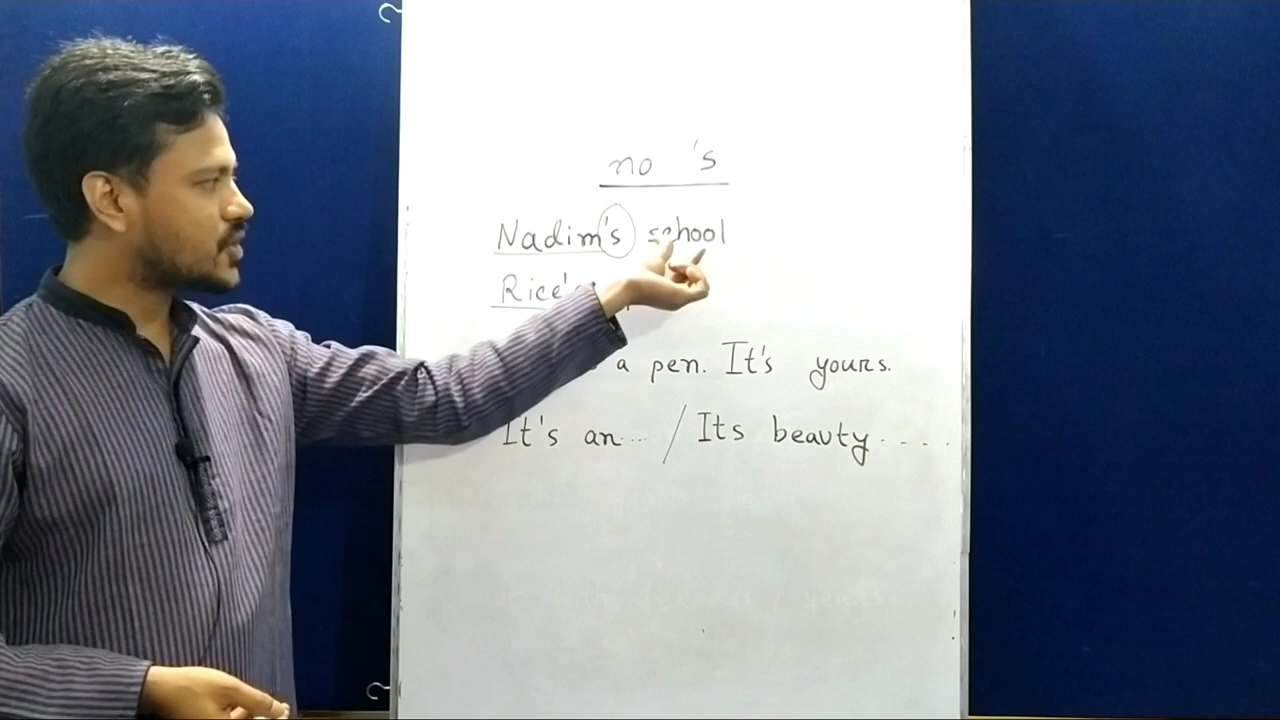 no 's
Nadim's school
Rice's
a pen. It's yours.
It's an... / Its beauty....